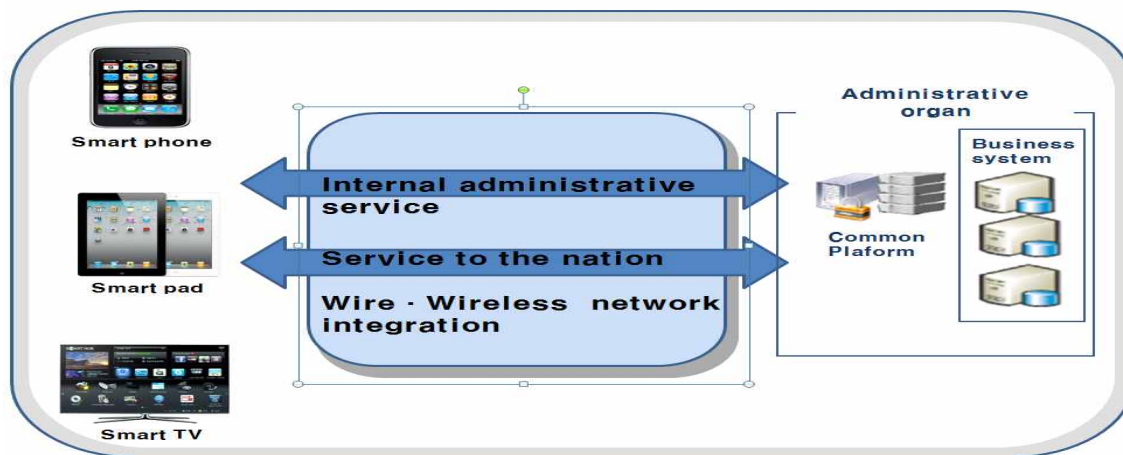 Smart phone
Smart pad
Smart TV
Internal administrative
service
Service to the nation
Wire · Wireless network
integration
Administrative
organ
Business
system
Common
Plaform